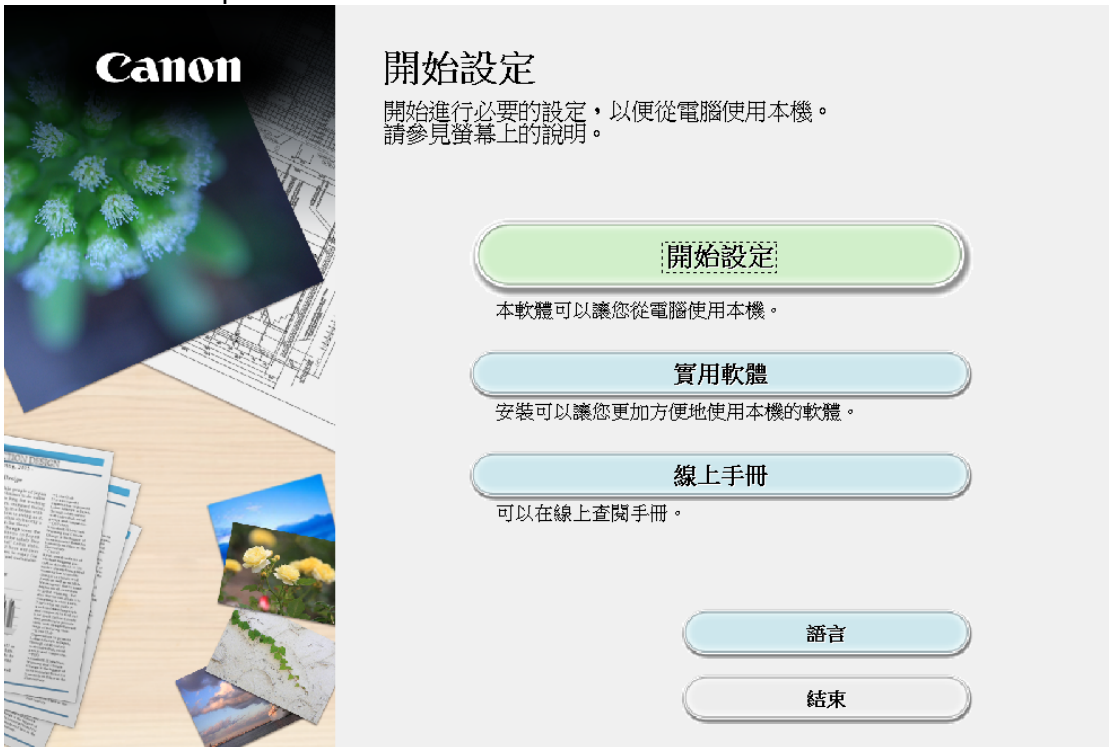 Canon
開始設定
開始進行必要的設定，以便從電腦使用本機。
請參見螢幕上的說明。
開始設定
本軟體可以讓您從電腦使用本機。
實用軟體
安裝可以讓您更加方便地使用本機的軟體。
線上手冊
可以在線上查閱手冊。
語言
結束